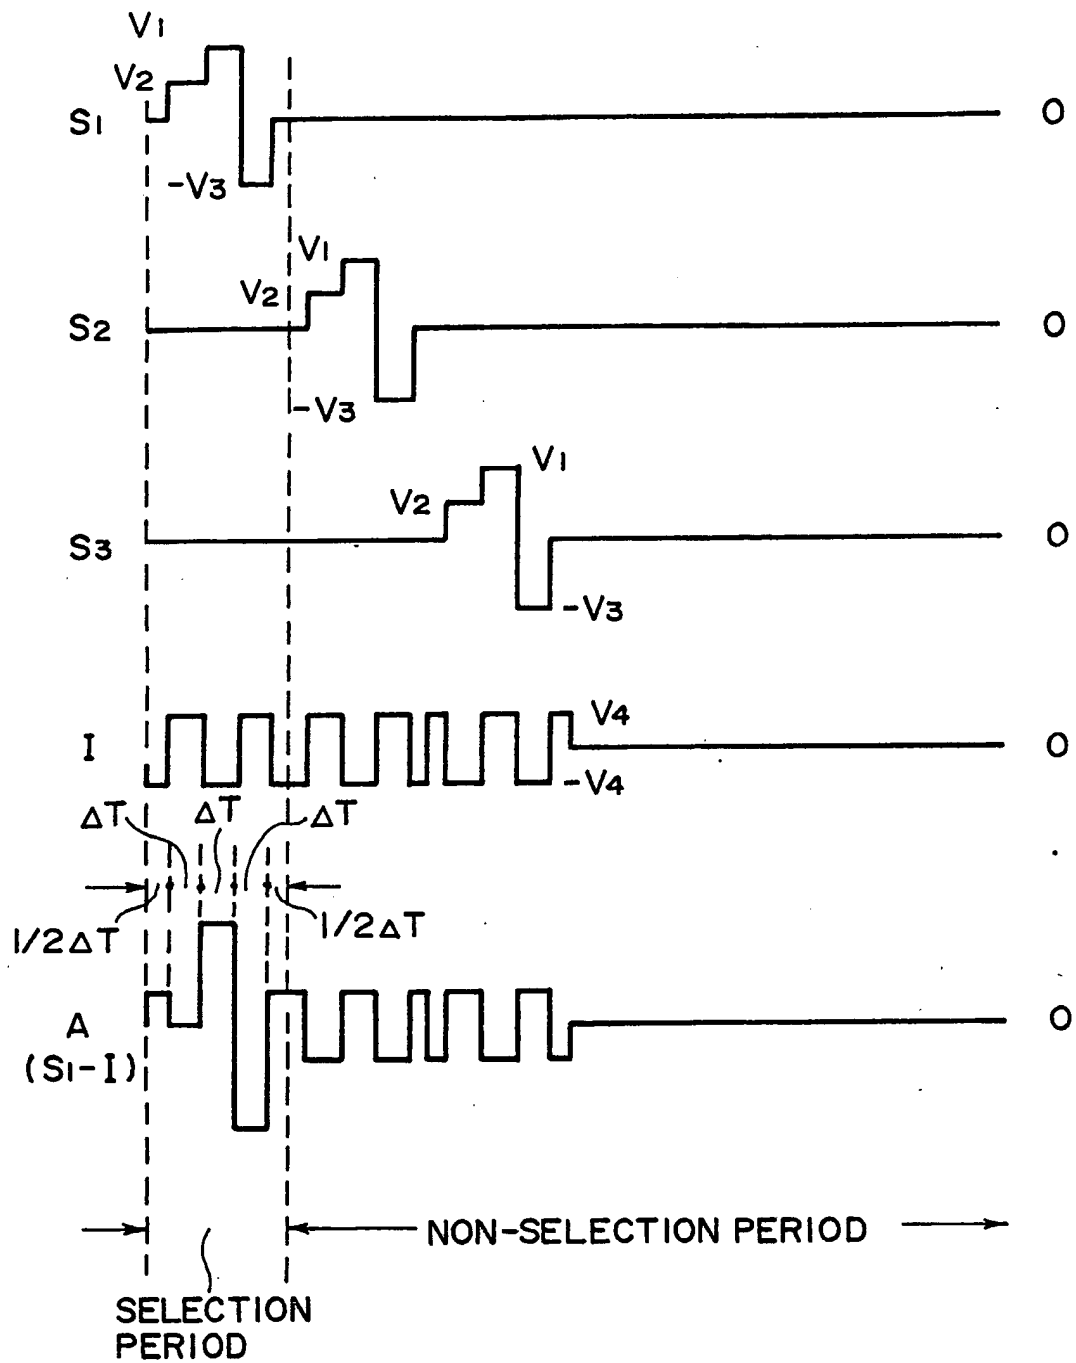 V1
V2
S1
O
-V3
V1
V2
S2
O
-V3
V1
V2
S3
O
-V3
V4
I
O
-V4
ΔT
ΔT
ΔT
1/2ΔT
1/2ΔT
A
(S1-I)
O
NON-SELECTION PERIOD
SELECTION
PERIOD